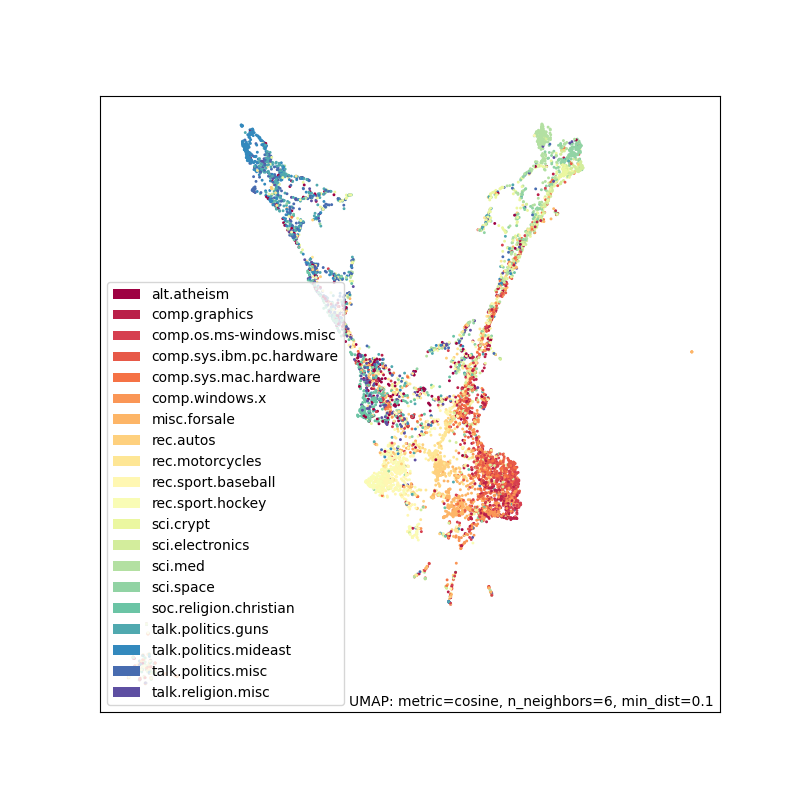 alt.atheism
comp.graphics
comp.os.ms-windows.misc
comp.sys.ibm.pc.hardware
comp.sys.mac.hardware
comp.windows.x
misc.forsale
rec.autos
rec.motorcycles
rec.sport.baseball
rec.sport.hockey
sci.crypt
sci.electronics
sci.med
sci.space
soc.religion.christian
talk.politics.guns
talk.politics.mideast
talk.politics.misc
talk.religion.misc
UMAP: metric=cosine, n_neighbors=6, min_dist=0.1